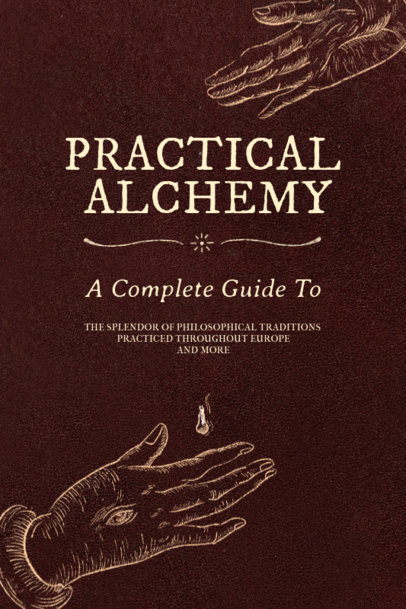 PRACTICAL
ALCHEMY
A Complete Guide To
THE SPLENDOR OF PHILOSOPHICAL TRADITIONS
PRACTICED THROUGHOUT EUROPE
AND MORE